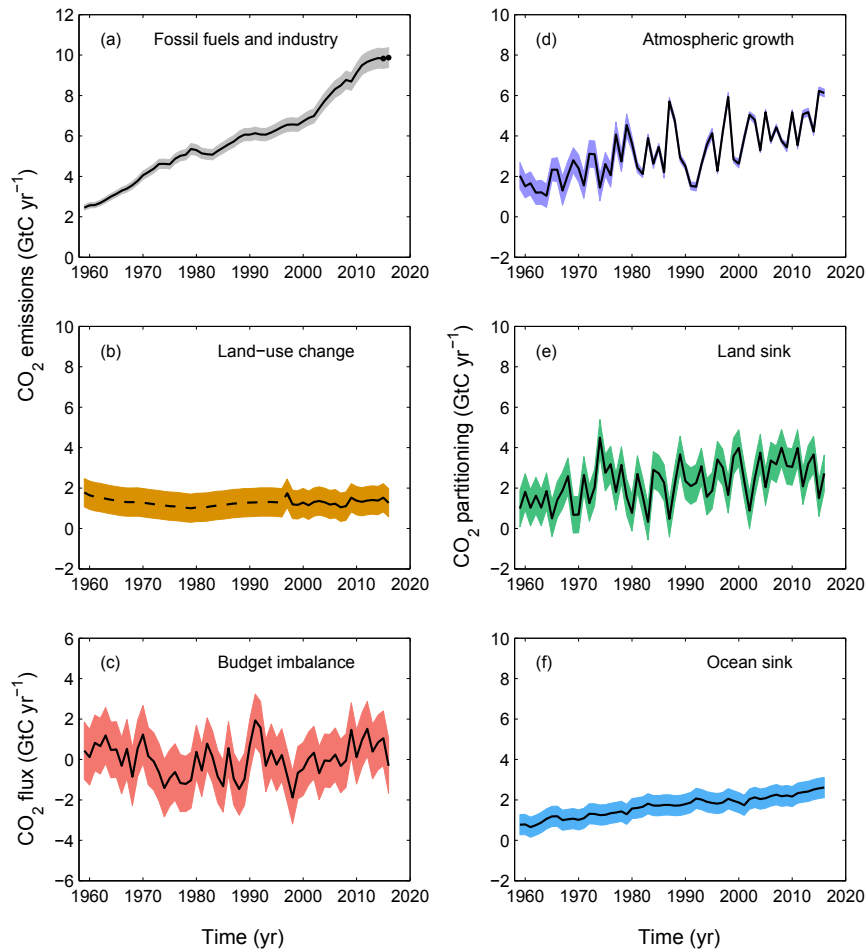 (a) Fossil fuels and industry
12
10
8
6
4
2
0
1960 1970 1980 1990 2000 2010 2020
CO₂ emissions (GtC yr⁻¹)
(b) Land−use change
10
8
6
4
2
0
−2
1960 1970 1980 1990 2000 2010 2020
(c) Budget imbalance
6
4
2
0
−2
−4
−6
1960 1970 1980 1990 2000 2010 2020
CO₂ flux (GtC yr⁻¹)
Time (yr)
(d) Atmospheric growth
10
8
6
4
2
0
−2
1960 1970 1980 1990 2000 2010 2020
CO₂ partitioning (GtC yr⁻¹)
(e) Land sink
10
8
6
4
2
0
−2
1960 1970 1980 1990 2000 2010 2020
(f) Ocean sink
10
8
6
4
2
0
−2
1960 1970 1980 1990 2000 2010 2020
Time (yr)